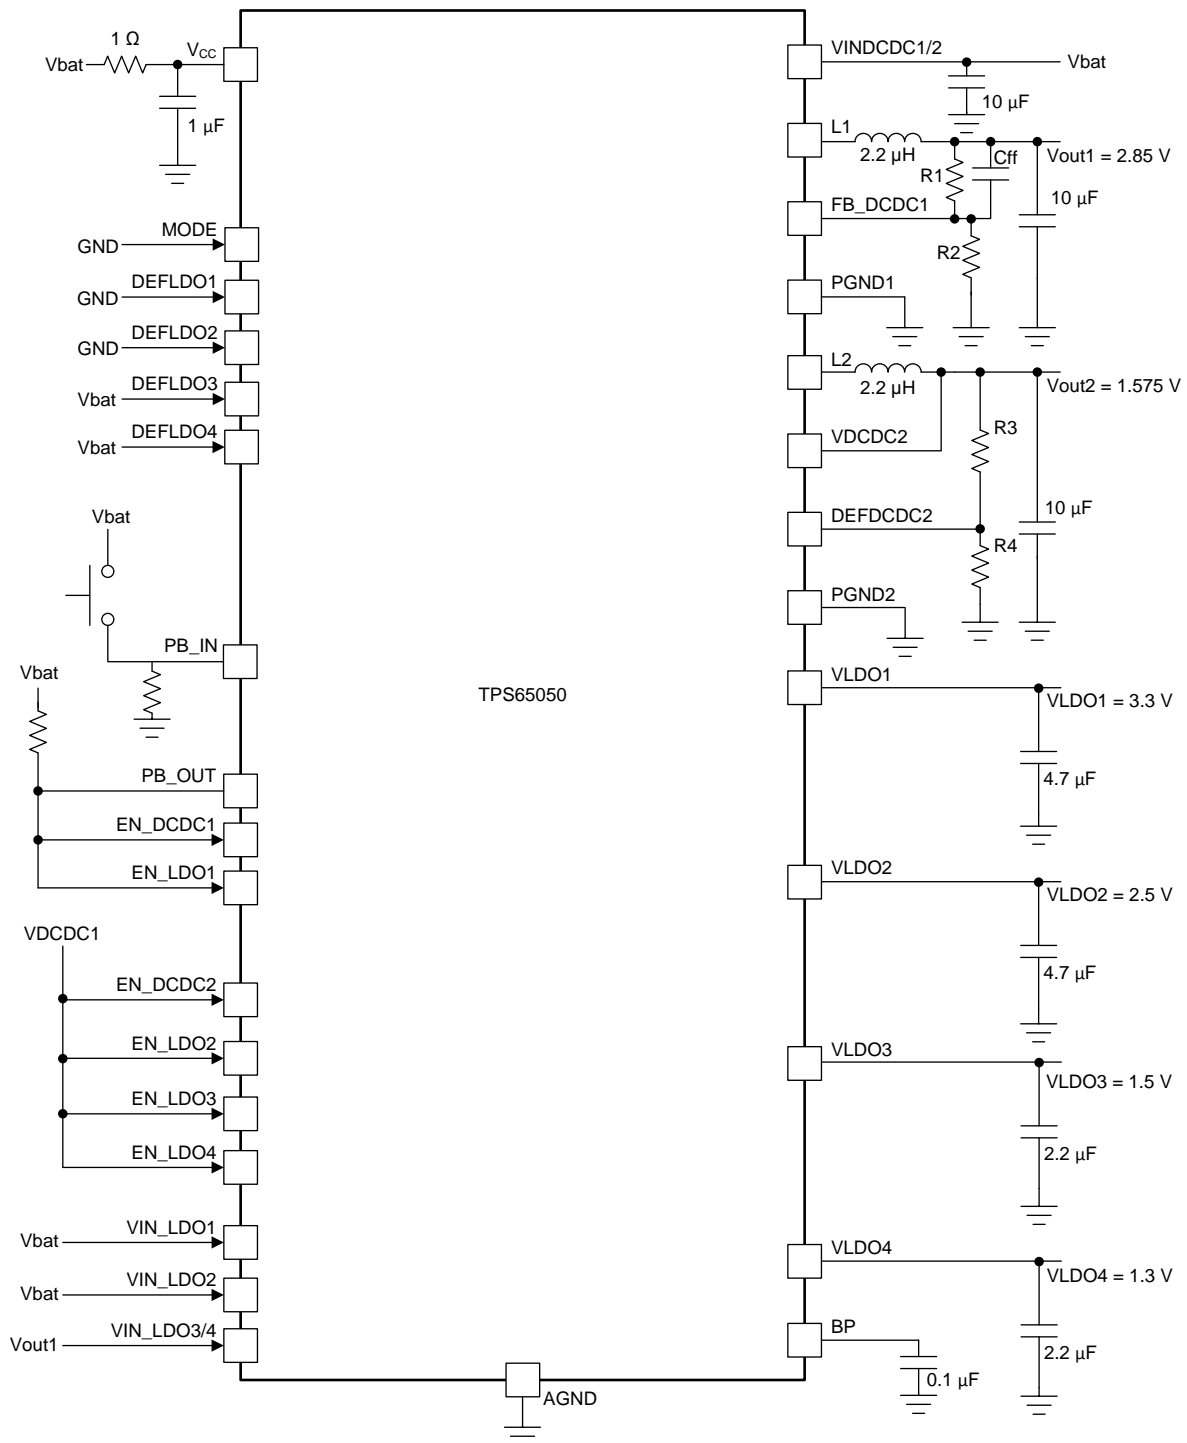 1 Ω
Vbat
VCC
1 µF
GND
MODE
GND
DEFLDO1
GND
DEFLDO2
Vbat
DEFLDO3
Vbat
DEFLDO4
Vbat
PB_IN
Vbat
PB_OUT
EN_DCDC1
EN_LDO1
VDCDC1
EN_DCDC2
EN_LDO2
EN_LDO3
EN_LDO4
Vbat
VIN_LDO1
Vbat
VIN_LDO2
Vout1
VIN_LDO3/4
TPS65050
AGND
VINDCDC1/2
Vbat
10 µF
L1
2.2 µH
R1
Cff
Vout1 = 2.85 V
10 µF
FB_DCDC1
R2
PGND1
L2
2.2 µH
Vout2 = 1.575 V
R3
VDCDC2
10 µF
DEFDCDC2
R4
PGND2
VLDO1
VLDO1 = 3.3 V
4.7 µF
VLDO2
VLDO2 = 2.5 V
4.7 µF
VLDO3
VLDO3 = 1.5 V
2.2 µF
VLDO4
VLDO4 = 1.3 V
2.2 µF
BP
0.1 µF